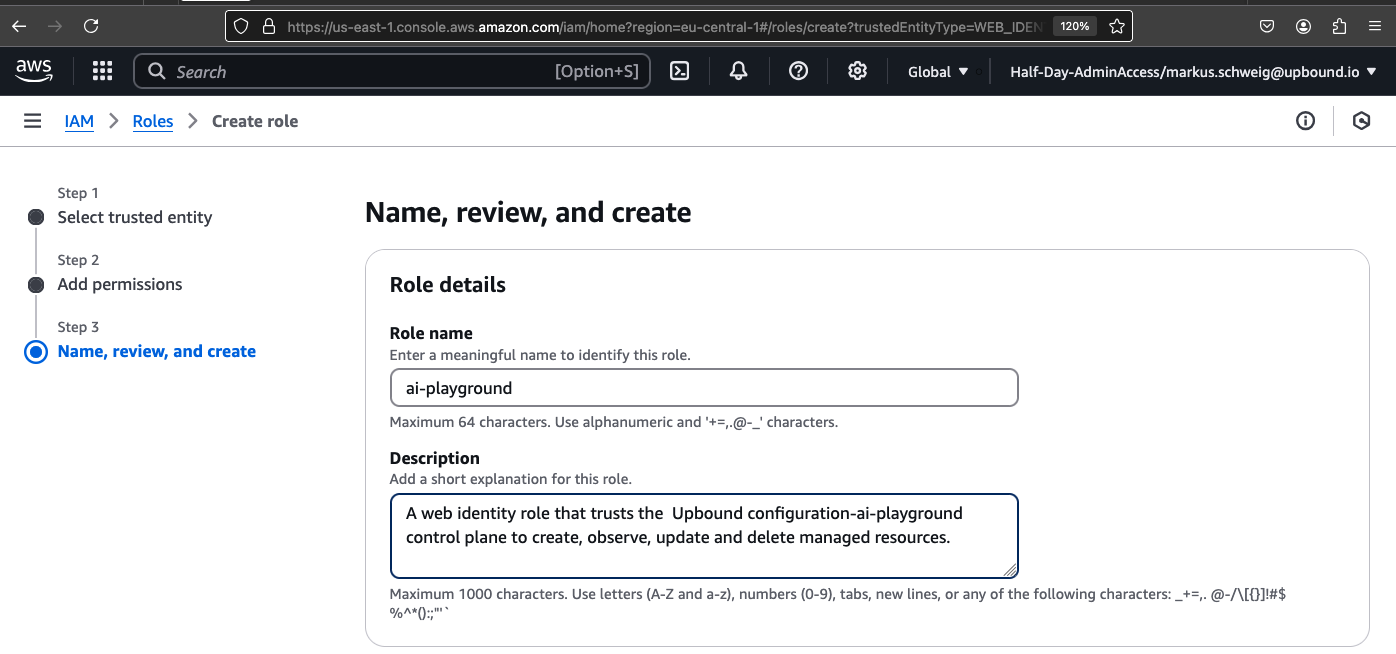 https://us-east-1.console.aws.amazon.com/iam/home?region=eu-central-1#/roles/create?trustedEntityType=WEB_IDEN
120%
aws
Search
[Option+S]
Global
Half-Day-AdminAccess/markus.schweig@upbound.io
IAM
Roles
Create role
Step 1
Select trusted entity
Step 2
Add permissions
Step 3
Name, review, and create
Name, review, and create
Role details
Role name
Enter a meaningful name to identify this role.
ai-playground
Maximum 64 characters. Use alphanumeric and '+=,.@-_' characters.
Description
Add a short explanation for this role.
A web identity role that trusts the  Upbound configuration-ai-playground
control plane to create, observe, update and delete managed resources.
Maximum 1000 characters. Use letters (A-Z and a-z), numbers (0-9), tabs, new lines, or any of the following characters: _+=,. @-/\[{}]!#$
%^*():;"'`